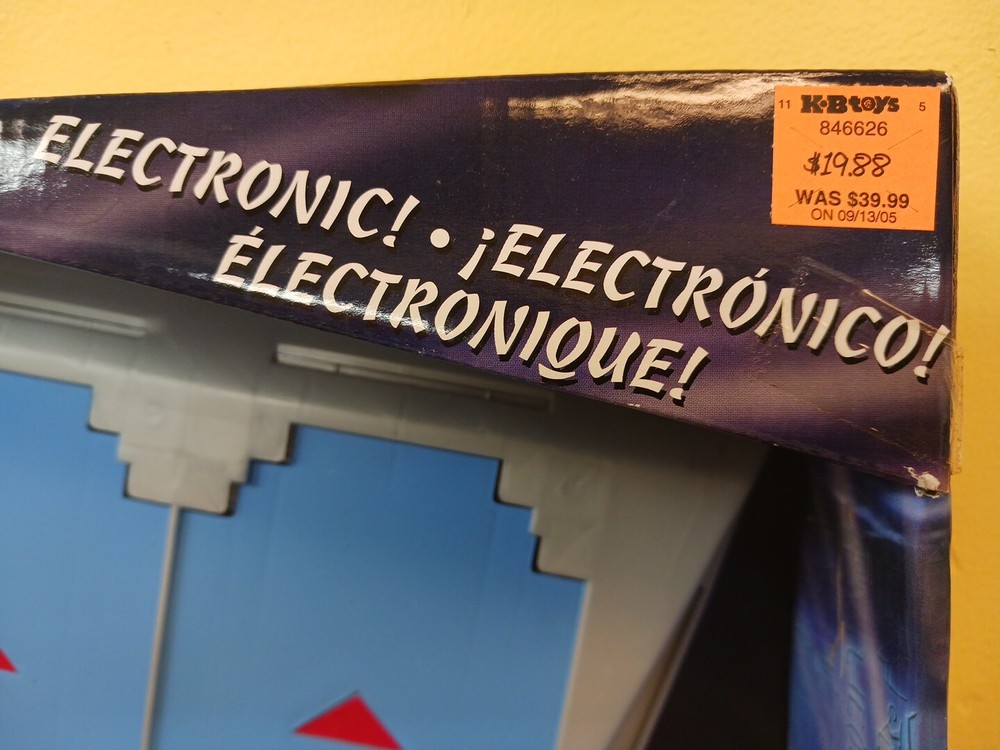 ELECTRONIC! • ¡ELECTRÓNICO!
ÉLECTRONIQUE!
11 K·B toys 5
846626
$19.88
WAS $39.99
ON 09/13/05